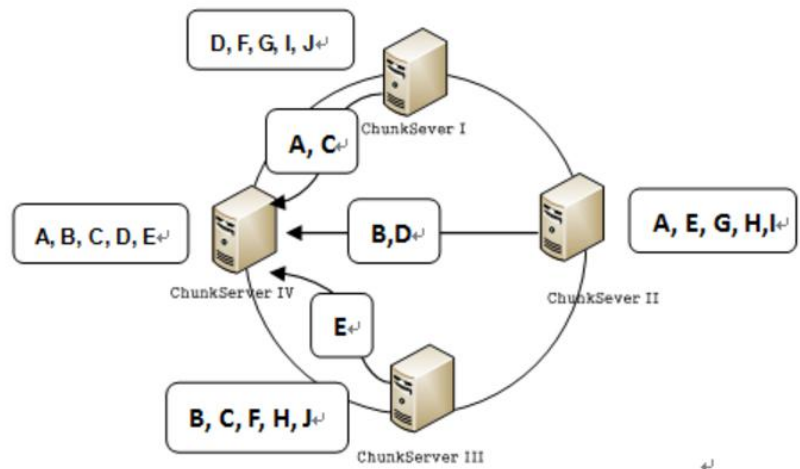 D, F, G, I, J↵
ChunkSever I
A, C↵
A, B, C, D, E↵
B,D↵
A, E, G, H,I↵
ChunkServer IV
ChunkSever II
E↵
B, C, F, H, J↵
ChunkServer III
↵